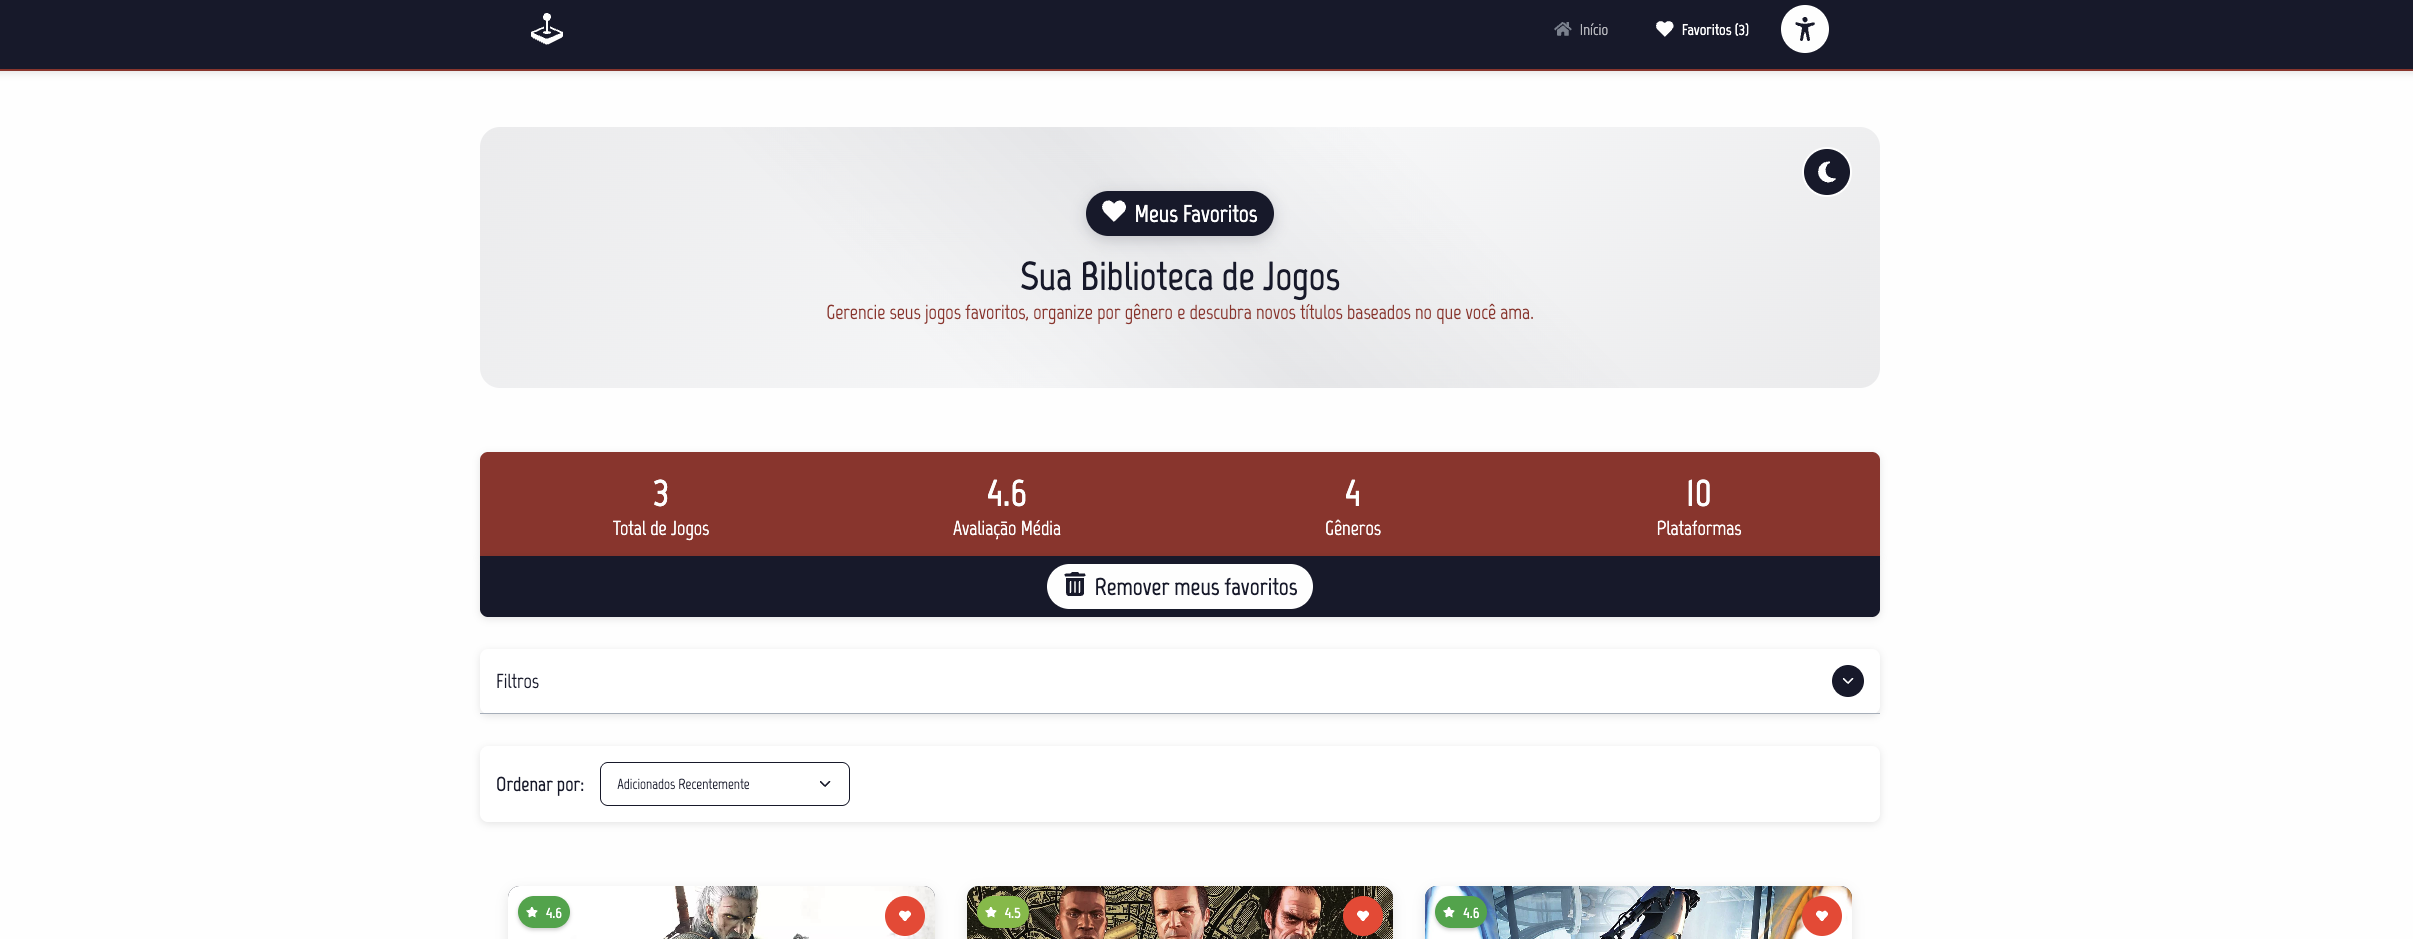 Início
Favoritos (3)
Meus Favoritos
Sua Biblioteca de Jogos
Gerencie seus jogos favoritos, organize por gênero e descubra novos títulos baseados no que você ama.
3
Total de Jogos
4.6
Avaliação Média
4
Gêneros
10
Plataformas
Remover meus favoritos
Filtros
Ordenar por:
Adicionados Recentemente
4.6
4.5
4.6